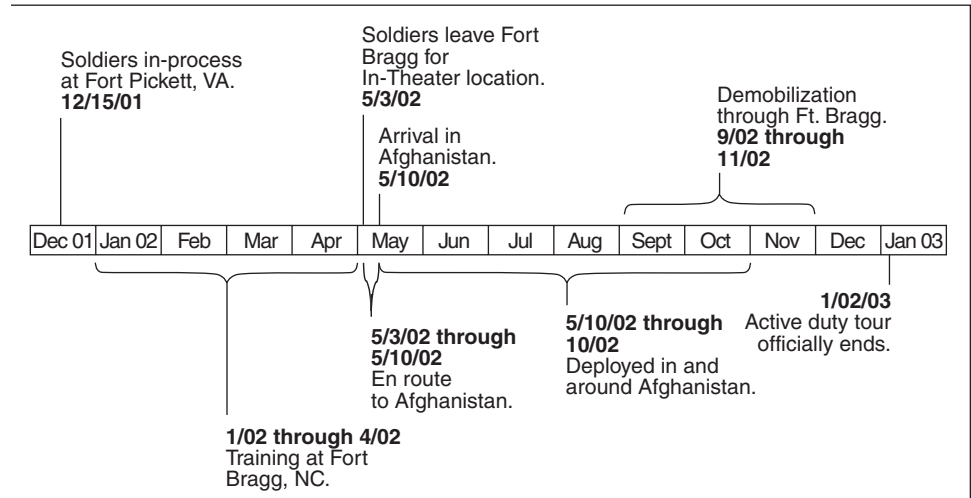 Soldiers in-process
at Fort Pickett, VA.
12/15/01
Soldiers leave Fort
Bragg for
In-Theater location.
5/3/02
Arrival in
Afghanistan.
5/10/02
Demobilization
through Ft. Bragg.
9/02 through
11/02
Dec 01 Jan 02 Feb Mar Apr May Jun Jul Aug Sept Oct Nov Dec Jan 03
1/02 through 4/02
Training at Fort
Bragg, NC.
5/3/02 through
5/10/02
En route
to Afghanistan.
5/10/02 through
10/02
Deployed in and
around Afghanistan.
1/02/03
Active duty tour
officially ends.